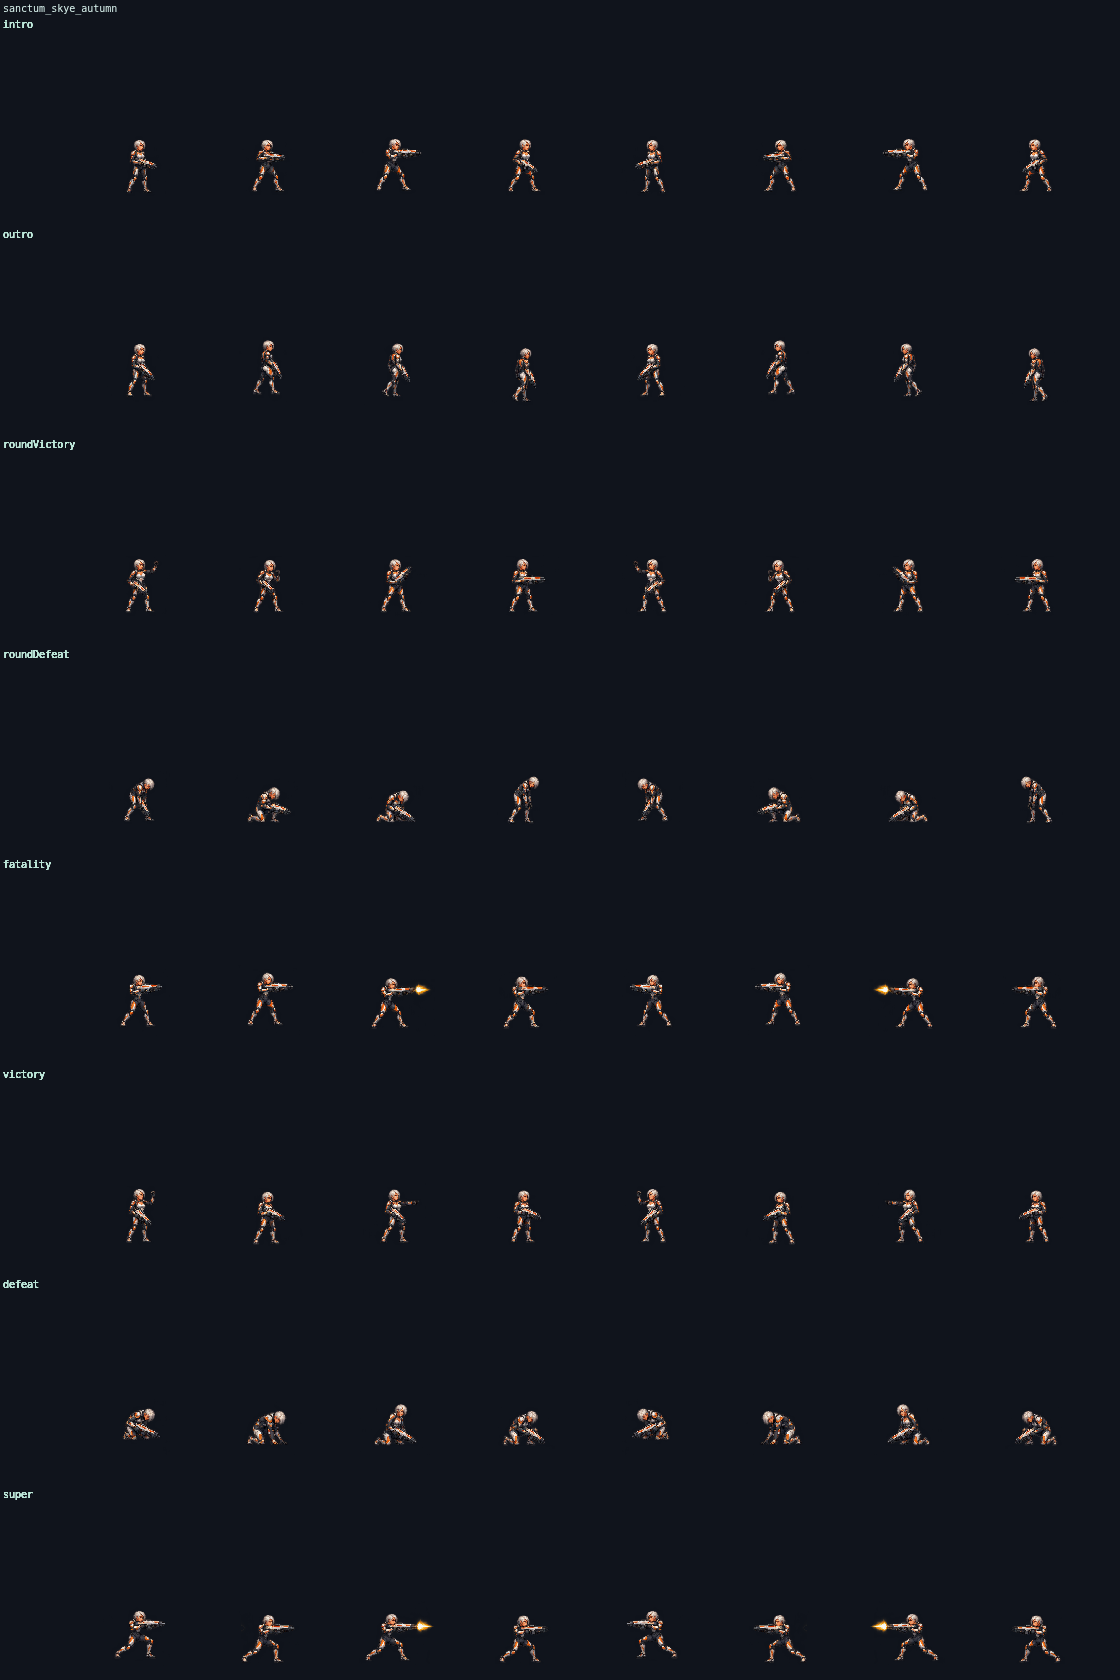 sanctum_skye_autumn
intro
outro
roundVictory
roundDefeat
fatality
victory
defeat
super